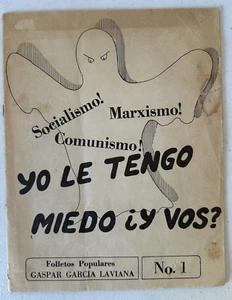 Socialismo!
Marxismo!
Comunismo!
YO LE TENGO
MIEDO ¿Y VOS?
Folletos Populares
GASPAR GARCIA LAVIANA
No. 1